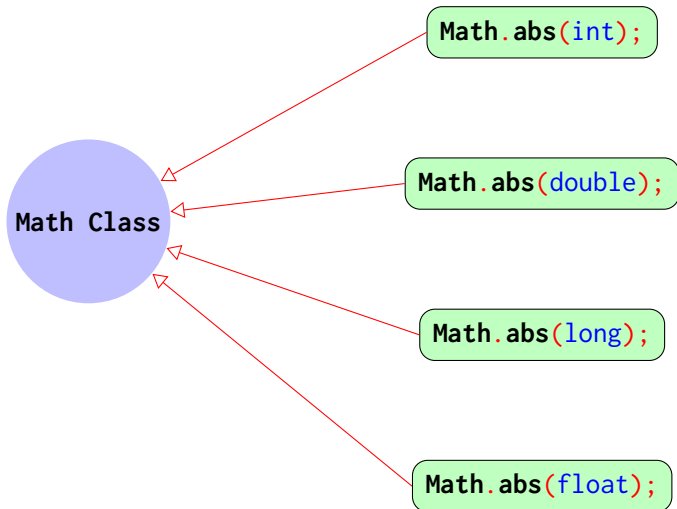 Math.abs(int);
Math.abs(double);
Math Class
Math.abs(long);
Math.abs(float);